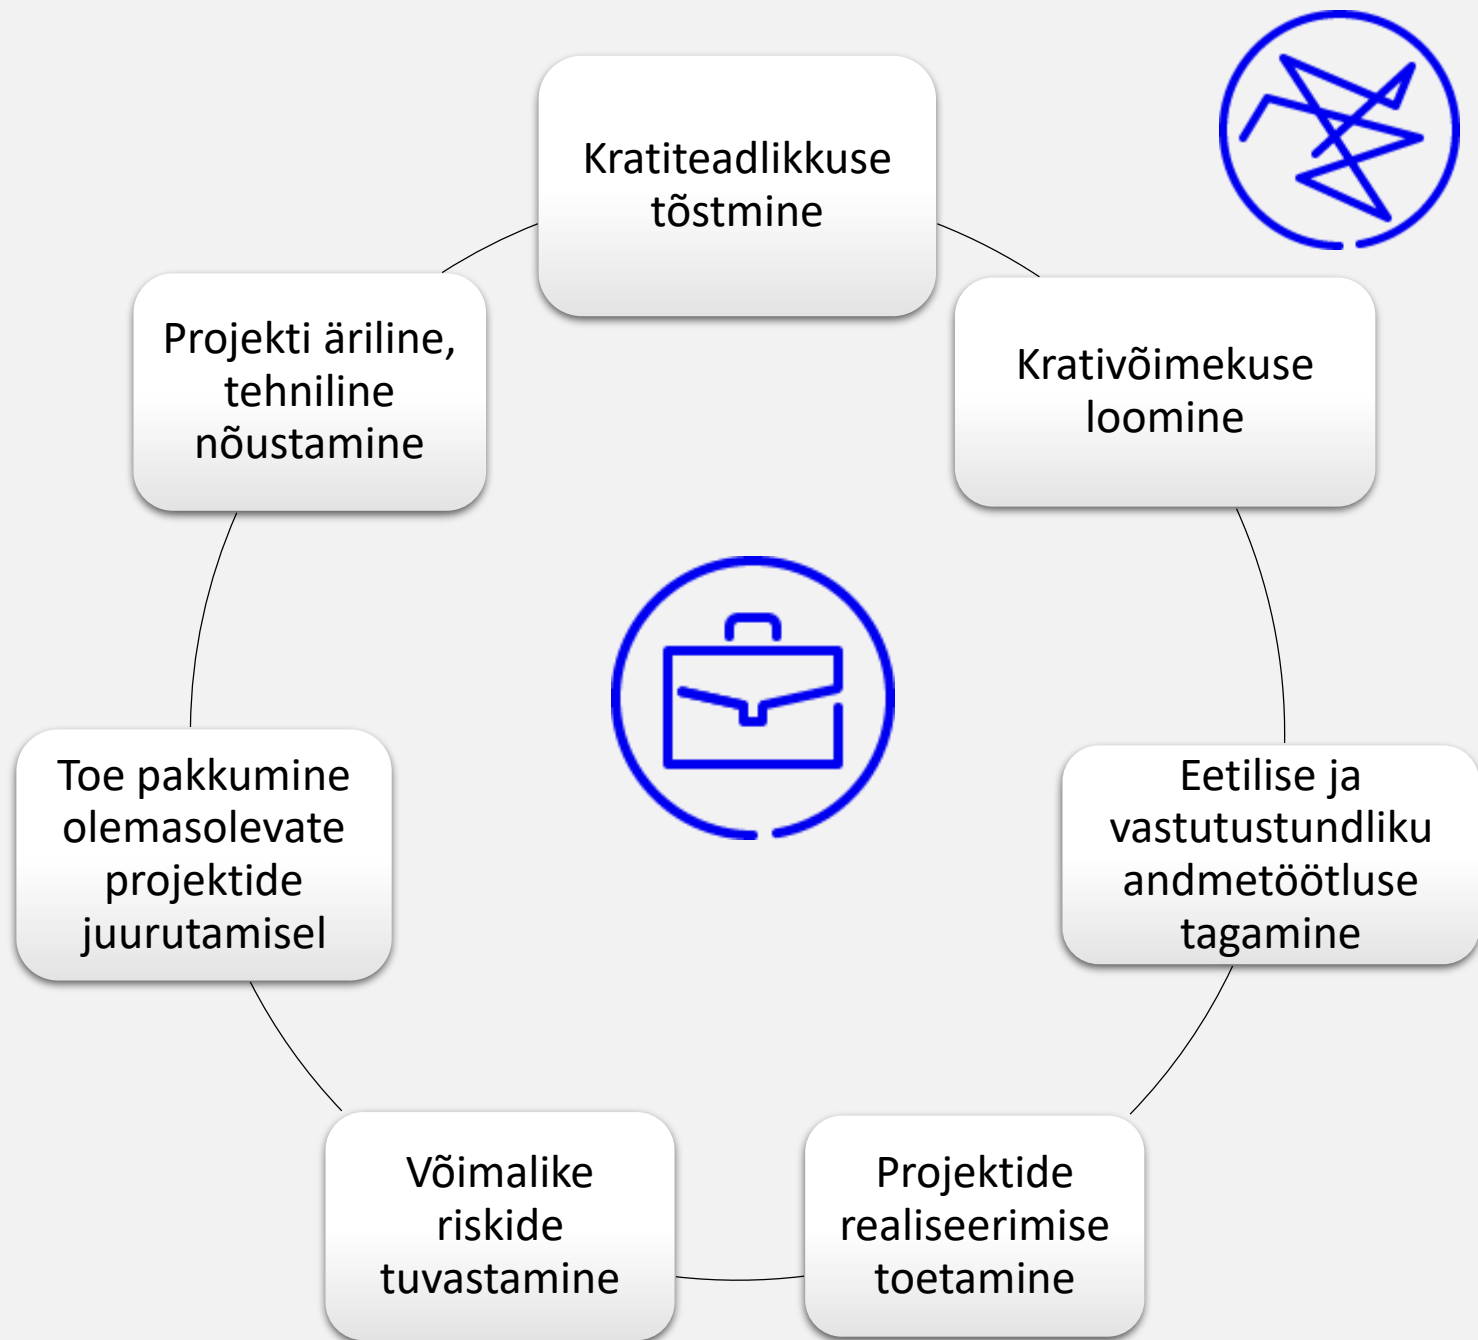 Kratiteadlikkuse
tõstmine
Krativõimekuse
loomine
Eetilise ja
vastutustundliku
andmetöötluse
tagamine
Projektide
realiseerimise
toetamine
Võimalike
riskide
tuvastamine
Toe pakkumine
olemasolevate
projektide
juurutamisel
Projekti äriline,
tehniline
nõustamine